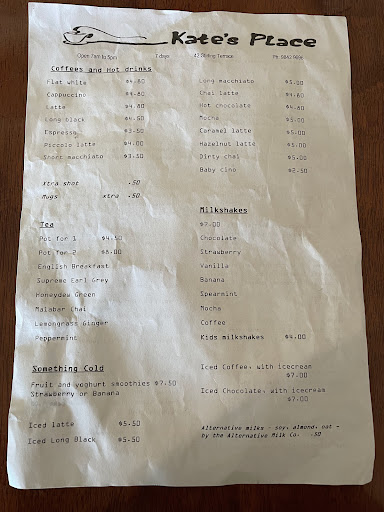 Kate's Place
Open 7am to 5pm 7 days 42 Stirling Terrace Ph:
Coffees and Hot drinks
Flat white $4.80
Cappuccino $4.80
Latte $4.80
Long black $4.50
Espresso $3.50
Piccolo latte $4.00
Short macchiato $3.50
Long macchiato $5.00
Chai latte $4.80
Hot chocolate $4.80
Mocha $5.00
Caramel latte $5.00
Hazelnut latte $5.00
Dirty chai $5.00
Baby cino $2.50
Xtra shot .50
Mugs xtra .50
Tea
Pot for 1 $4.50
Pot for 2 $8.00
English Breakfast
Supreme Earl Grey
Honeydew Green
Malabar Chai
Lemongrass Ginger
Peppermint
Milkshakes
$7.00
Chocolate
Strawberry
Vanilla
Banana
Spearmint
Mocha
Coffee
Kids milkshakes $4.00
Something Cold
Fruit and yoghurt smoothies $7.50
Strawberry or Banana
Iced latte $5.50
Iced Long Black $5.50
Iced Coffee, with icecream
$7.00
Iced Chocolate, with icecream
$7.00
Alternative milks - soy, almond, oat -
by the Alternative Milk Co. .50